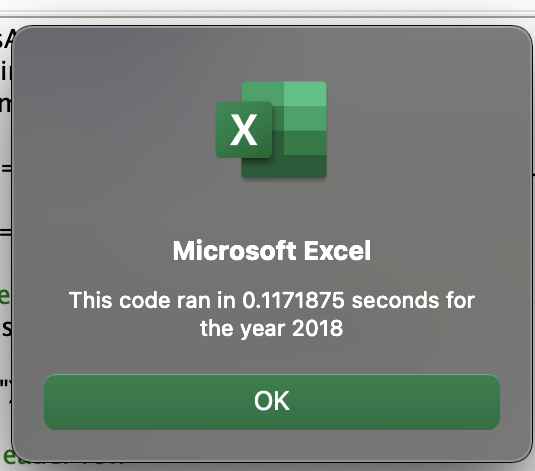 X
Microsoft Excel
This code ran in 0.1171875 seconds for
the year 2018
OK